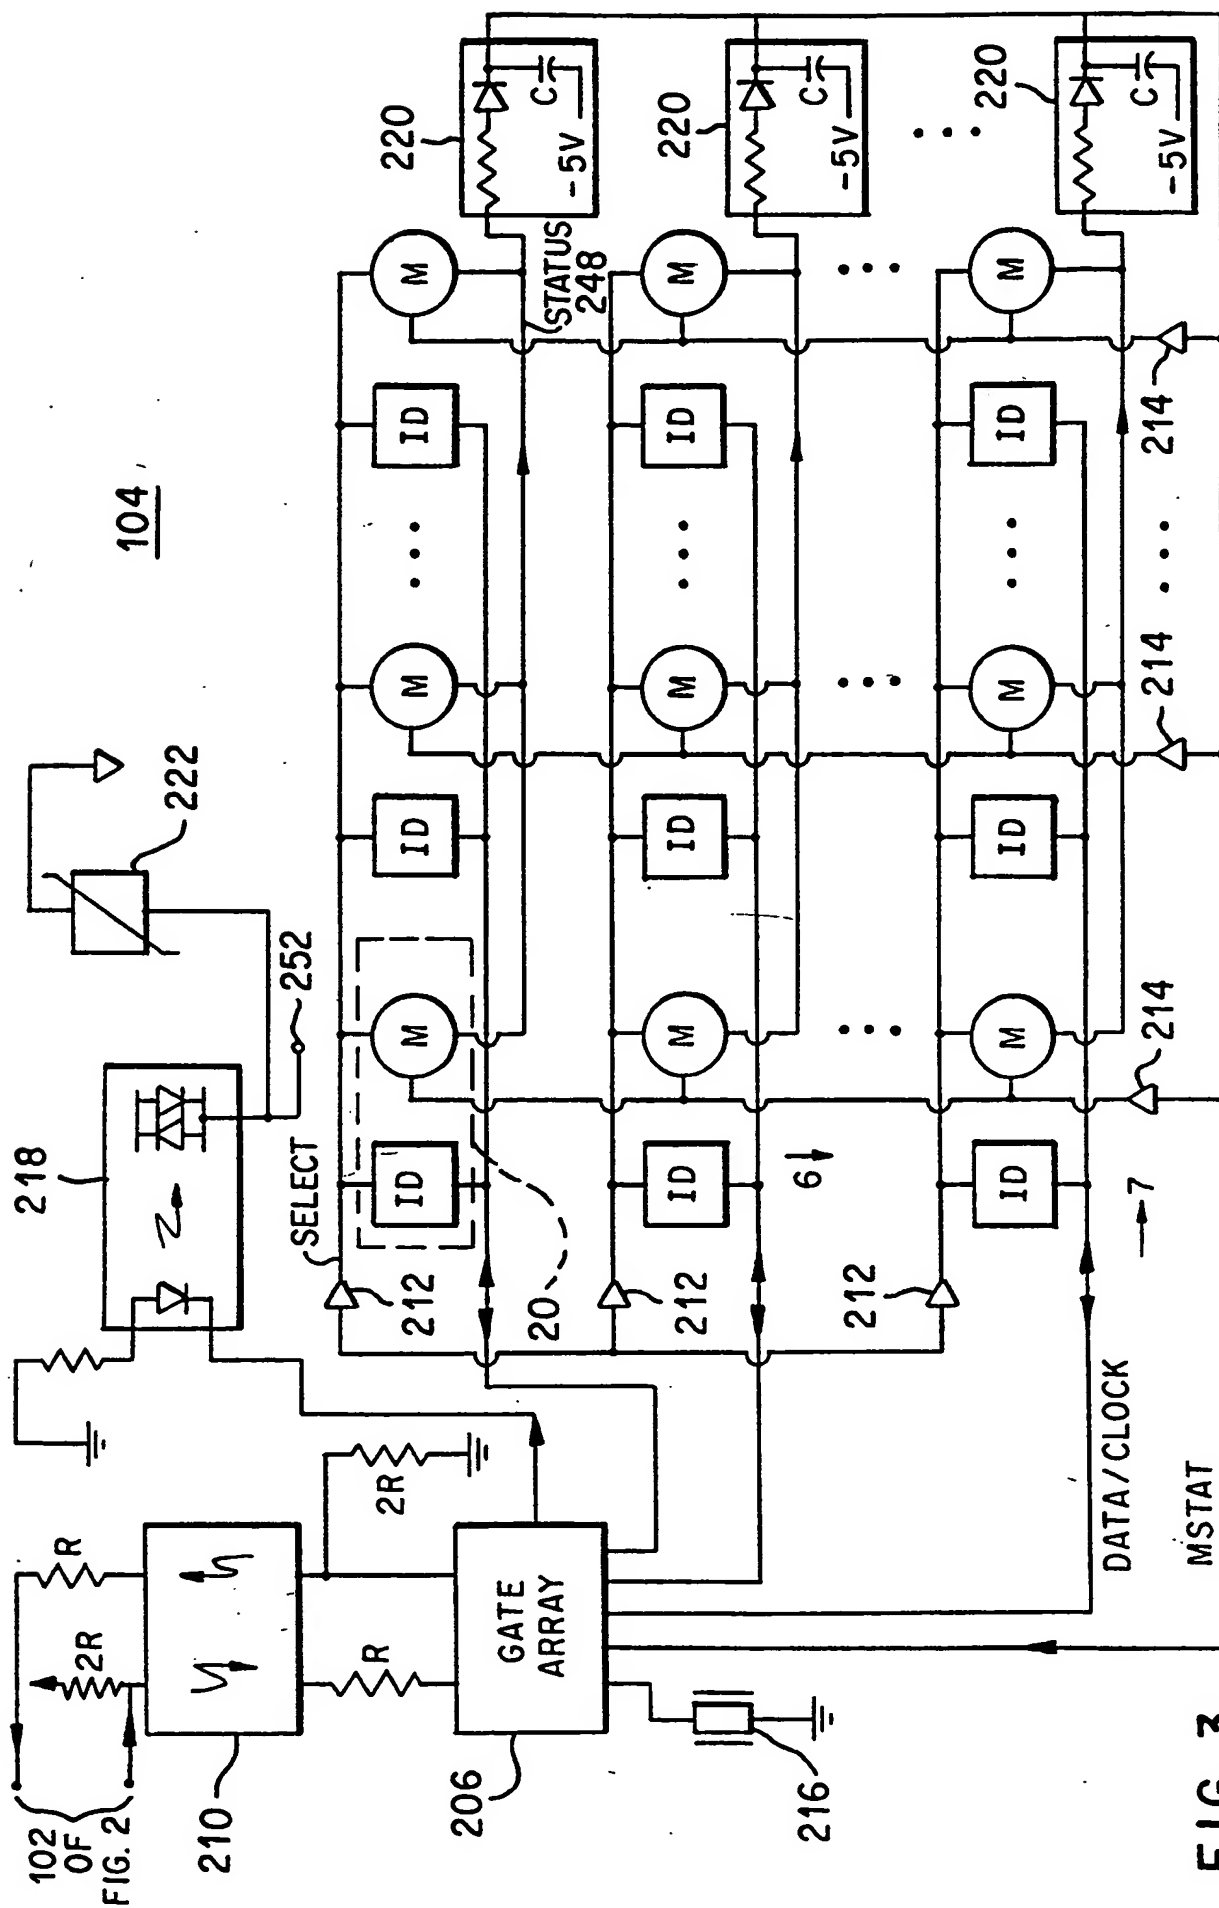 104
102
OF
FIG. 2
R
2R
210
R
2R
GATE
ARRAY
206
216
218
222
252
SELECT
212
212
212
20
ID
M
ID
M
ID
M
ID
M
ID
M
ID
M
ID
M
ID
M
ID
M
STATUS
248
220
C
-5V
220
C
-5V
220
C
-5V
6
7
214
214
214
DATA/CLOCK
MSTAT
FIG. 3